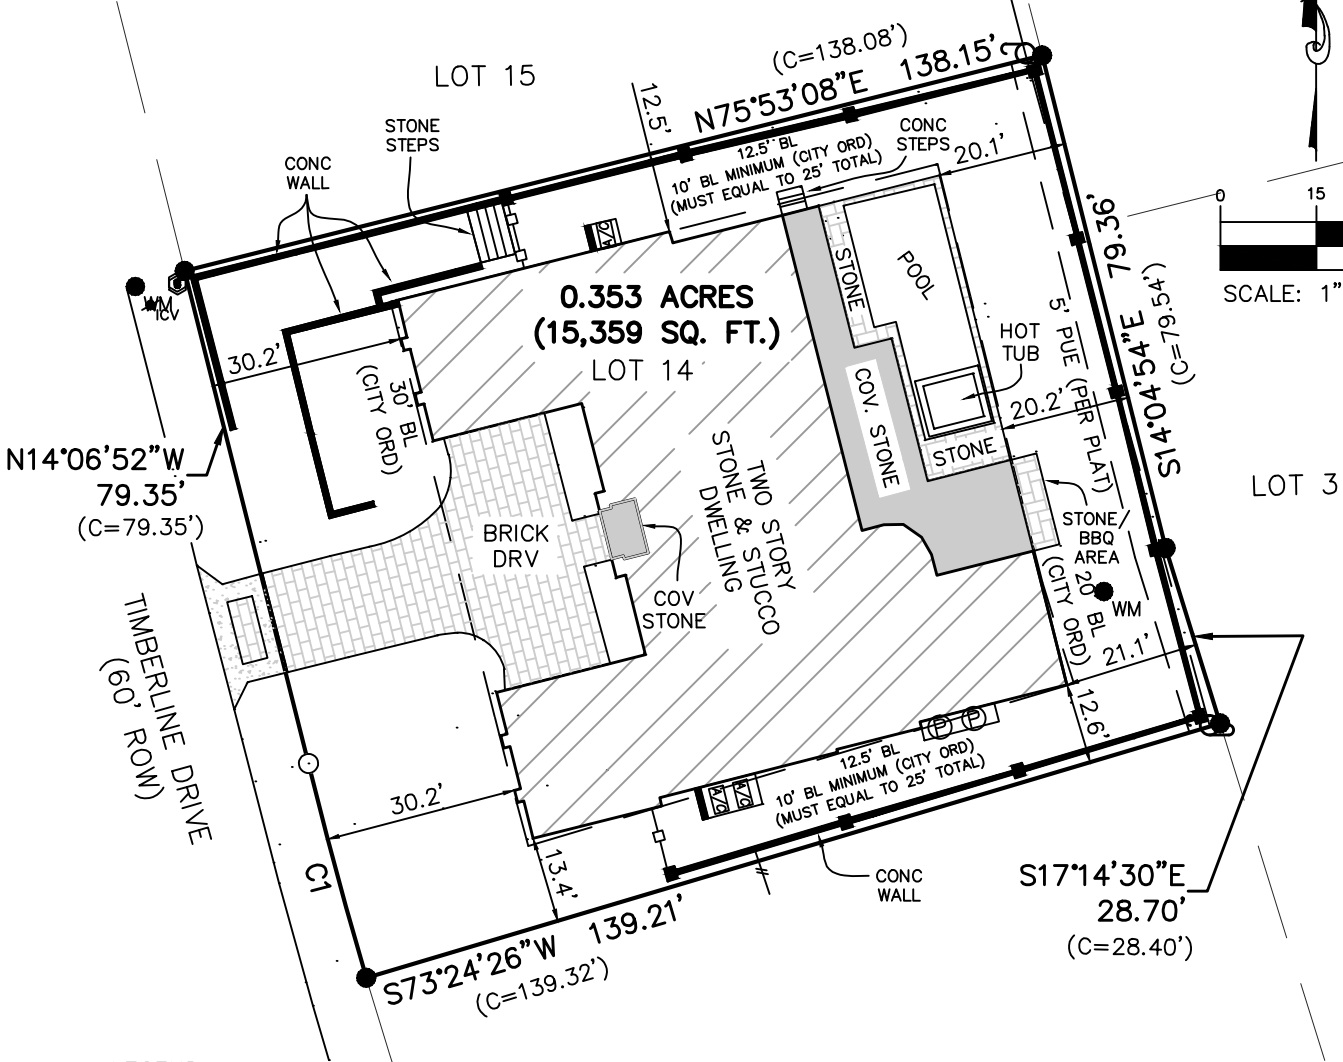 (C=138.08')
N75°53'08"E 138.15'
LOT 15
12.5'
STONE
STEPS
CONC
WALL
CONC
STEPS
12.5' BL
10' BL MINIMUM (CITY ORD)
(MUST EQUAL TO 25' TOTAL)
20.1'
A/C
0 15
SCALE: 1"
WM
ICV
0.353 ACRES
(15,359 SQ. FT.)
LOT 14
STONE
POOL
HOT
TUB
S14°04'54"E 79.36'
(C=79.54')
5' PUE (PER PLAT)
30.2'
30' BL
(CITY ORD)
COV. STONE
20.2'
STONE
N14°06'52"W
79.35'
(C=79.35')
LOT 3
BRICK
DRV
TWO STORY
STONE & STUCCO
DWELLING
STONE/
BBQ
AREA
COV
STONE
20' BL
(CITY ORD)
WM
TIMBERLINE DRIVE
(60' ROW)
21.1'
12.6'
P P
12.5' BL
10' BL MINIMUM (CITY ORD)
(MUST EQUAL TO 25' TOTAL)
A/C A/C
30.2'
C1
13.4'
CONC
WALL
S17°14'30"E
28.70'
(C=28.40')
S73°24'26"W 139.21'
(C=139.32')